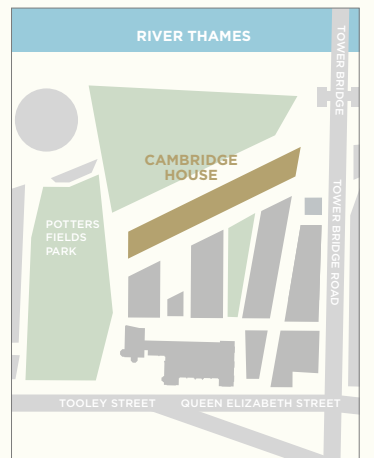 RIVER THAMES
TOWER BRIDGE
CAMBRIDGE
HOUSE
TOWER BRIDGE ROAD
POTTERS
FIELDS
PARK
TOOLEY STREET
QUEEN ELIZABETH STREET